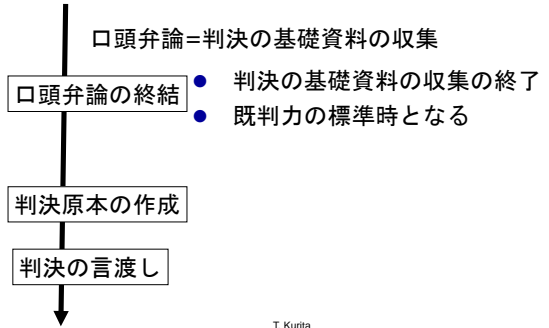 口頭弁論=判決の基礎資料の収集
口頭弁論の終結
● 判決の基礎資料の収集の終了
● 既判力の標準時となる
判決原本の作成
判決の言渡し
T. Kurita